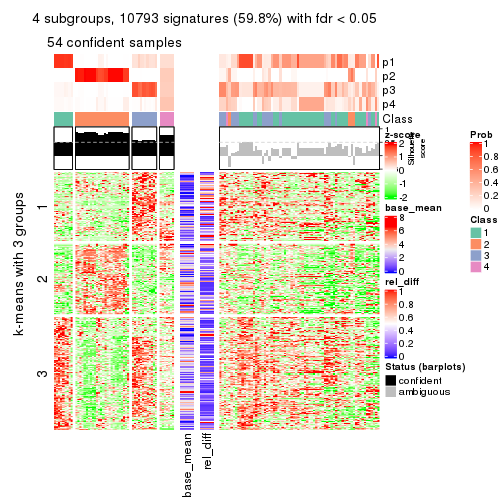 4 subgroups, 10793 signatures (59.8%) with fdr < 0.05
54 confident samples
p1
p2
p3
p4
Class
1
Silhouette
score
k-means with 3 groups
1
2
3
base_mean
rel_diff
z-score
2
1
0
-1
-2
base_mean
8
6
4
2
0
rel_diff
1
0.8
0.6
0.4
0.2
0
Status (barplots)
confident
ambiguous
Prob
1
0.8
0.6
0.4
0.2
0
Class
1
2
3
4